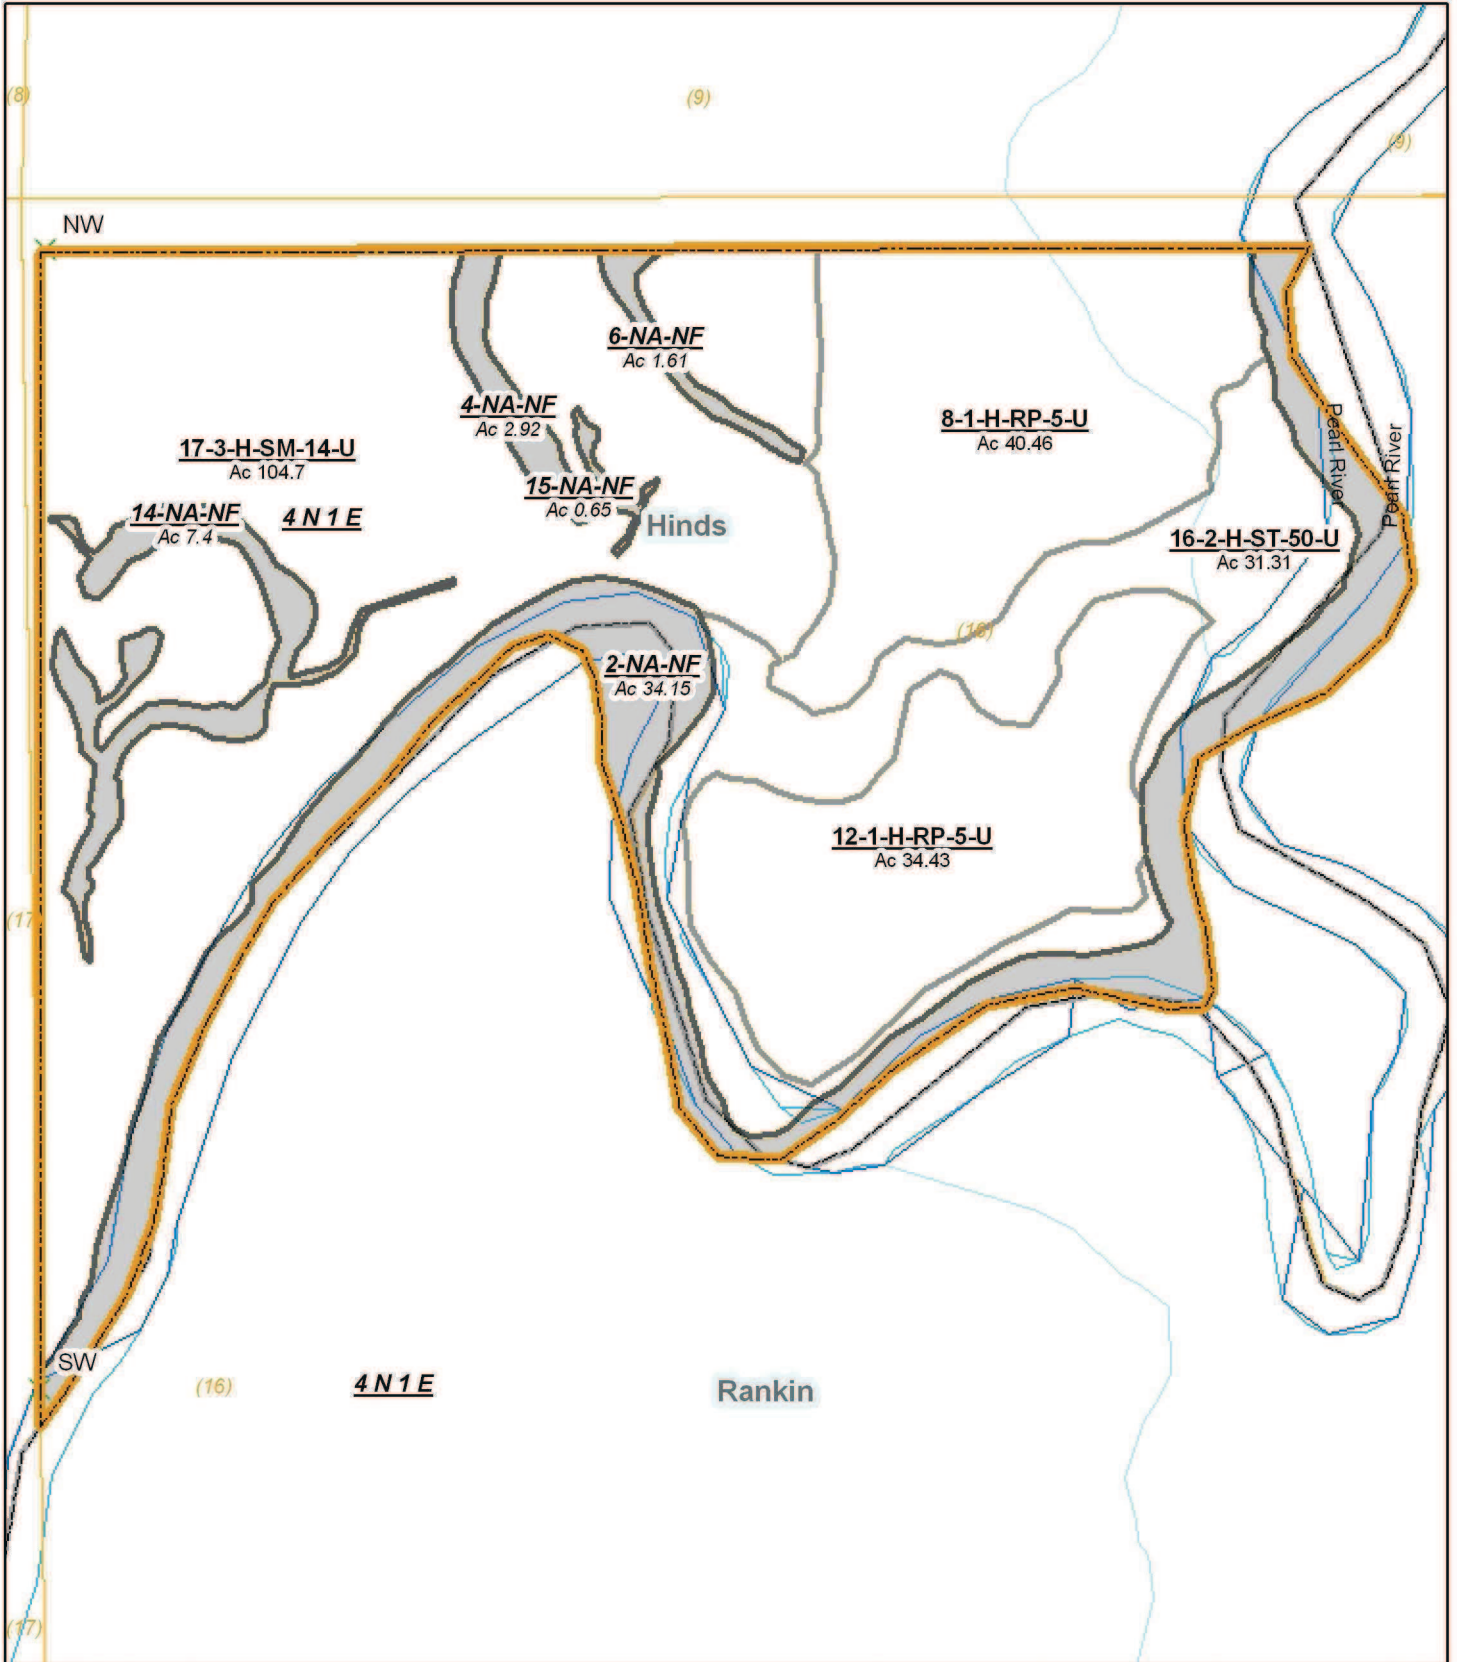 (8)
(9)
(9)
NW
6-NA-NF
Ac 1.61
4-NA-NF
Ac 2.92
8-1-H-RP-5-U
Ac 40.46
17-3-H-SM-14-U
Ac 104.7
Pearl River
Pearl River
15-NA-NF
Ac 0.65
14-NA-NF
Ac 7.4
4 N 1 E
Hinds
16-2-H-ST-50-U
Ac 31.31
(16)
2-NA-NF
Ac 34.15
12-1-H-RP-5-U
Ac 34.43
(17)
SW
(16)
4 N 1 E
Rankin
(17)